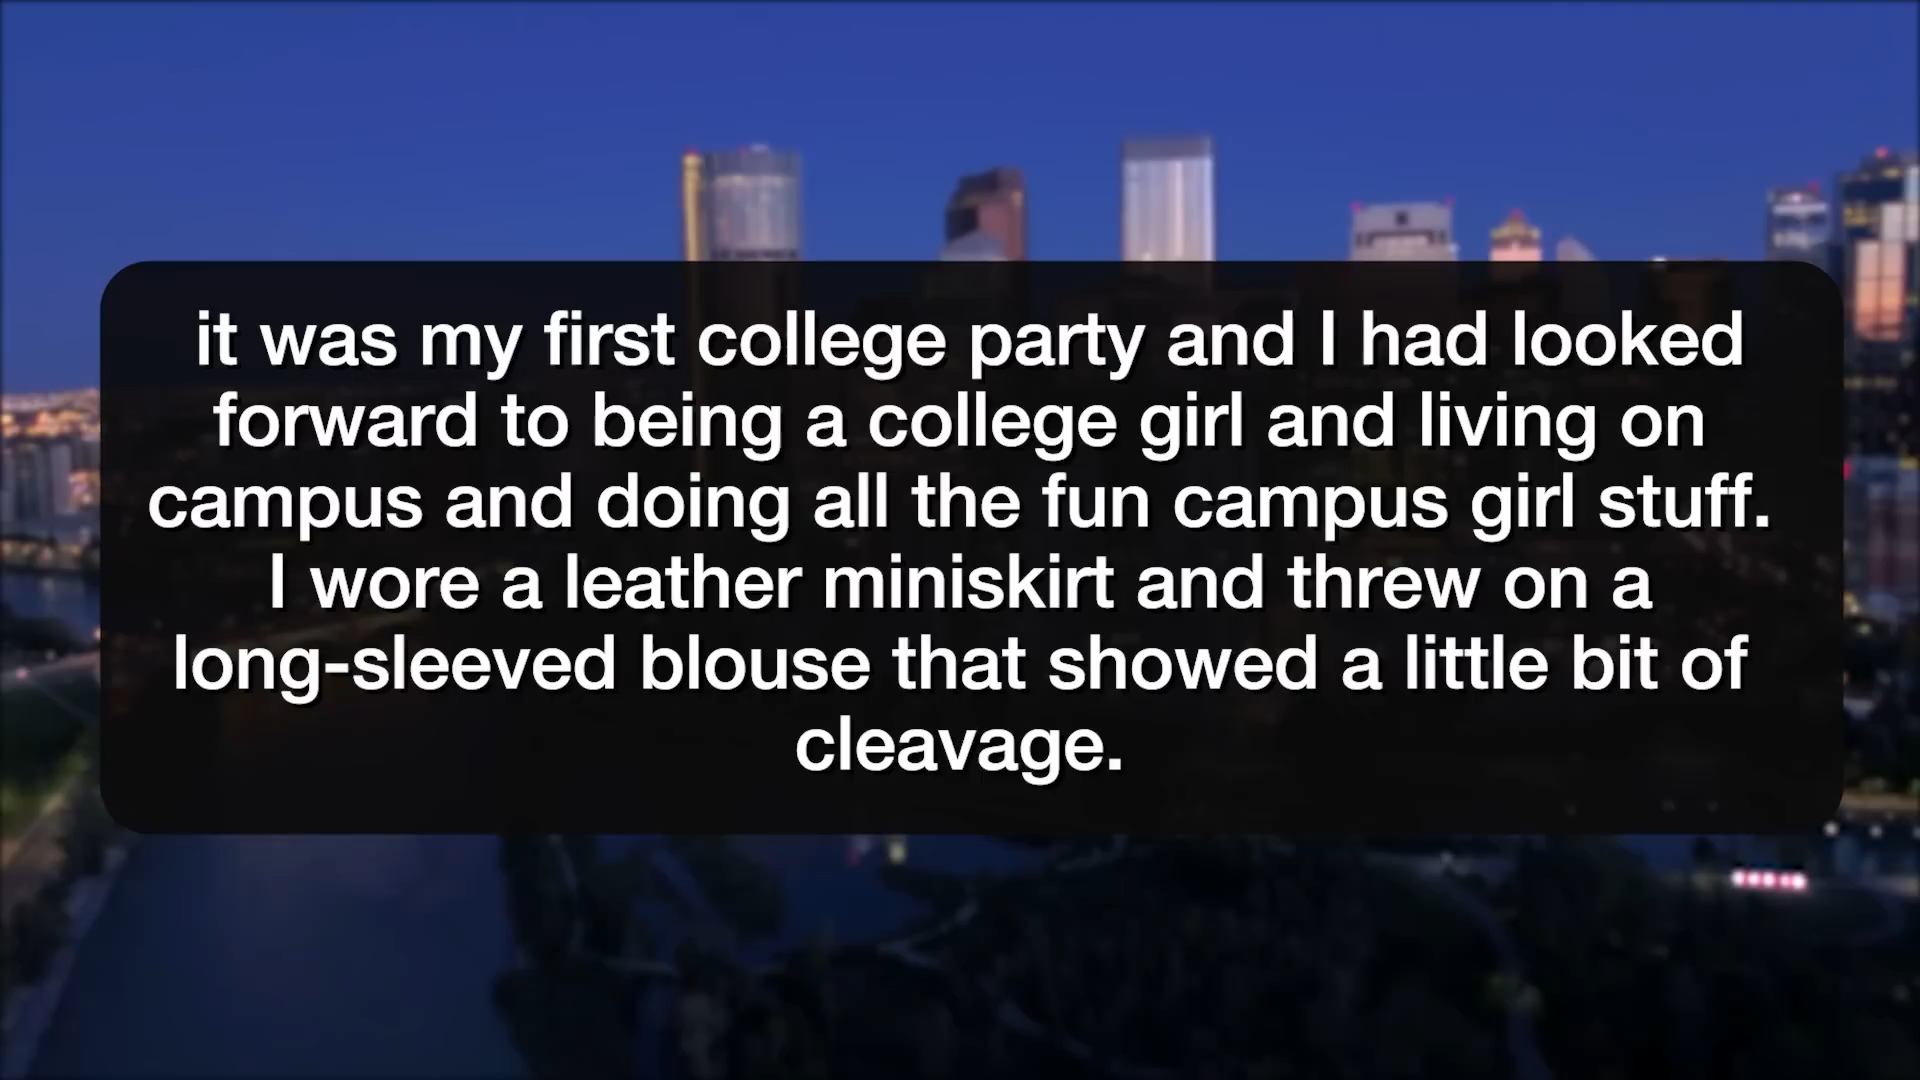 it was my first college party and I had looked
forward to being a college girl and living on
campus and doing all the fun campus girl stuff.
I wore a leather miniskirt and threw on a
long-sleeved blouse that showed a little bit of
cleavage.